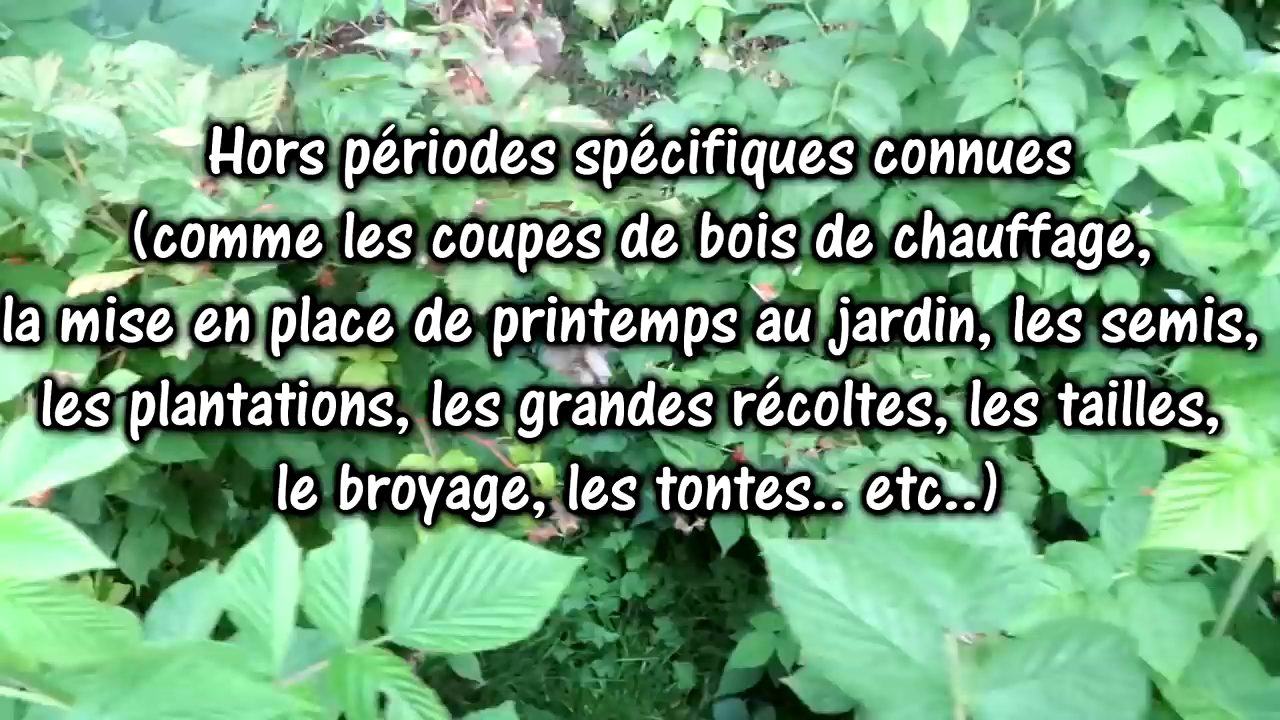 Hors périodes spécifiques connues
(comme les coupes de bois de chauffage,
la mise en place de printemps au jardin, les semis,
les plantations, les grandes récoltes, les tailles,
le broyage, les tontes.. etc..)